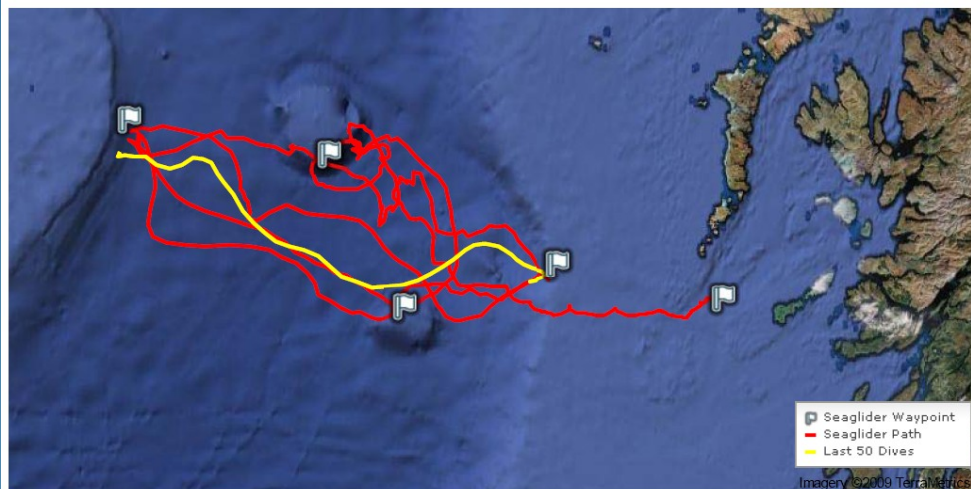 Seaglider Waypoint
Seaglider Path
Last 50 Dives
Imagery ©2009 TerraMetrics